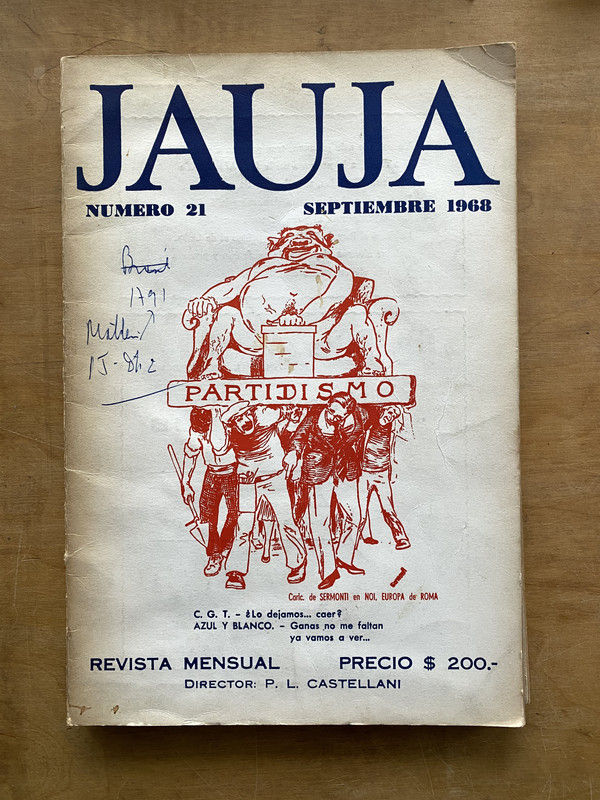 JAUJA
NUMERO 21 SEPTIEMBRE 1968
1791
PARTIDISMO
Caric. de SERMONTI en NOI, EUROPA de ROMA
C. G. T. – ¿Lo dejamos... caer?
AZUL Y BLANCO. – Ganas no me faltan
ya vamos a ver...
REVISTA MENSUAL PRECIO $ 200.-
DIRECTOR: P. L. CASTELLANI